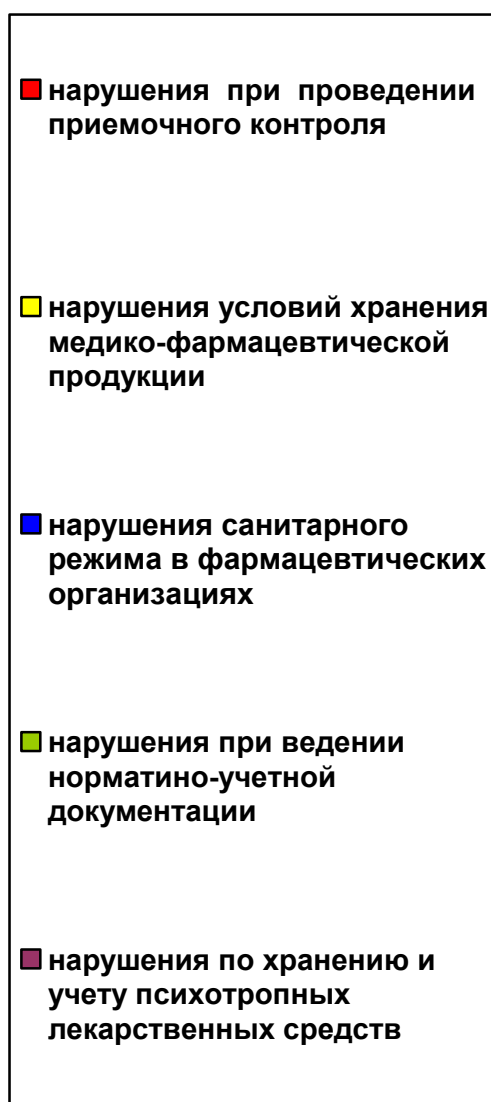 нарушения при проведении
приемочного контроля
нарушения условий хранения
медико-фармацевтической
продукции
нарушения санитарного
режима в фармацевтических
организациях
нарушения при ведении
норматино-учетной
документации
нарушения по хранению и
учету психотропных
лекарственных средств